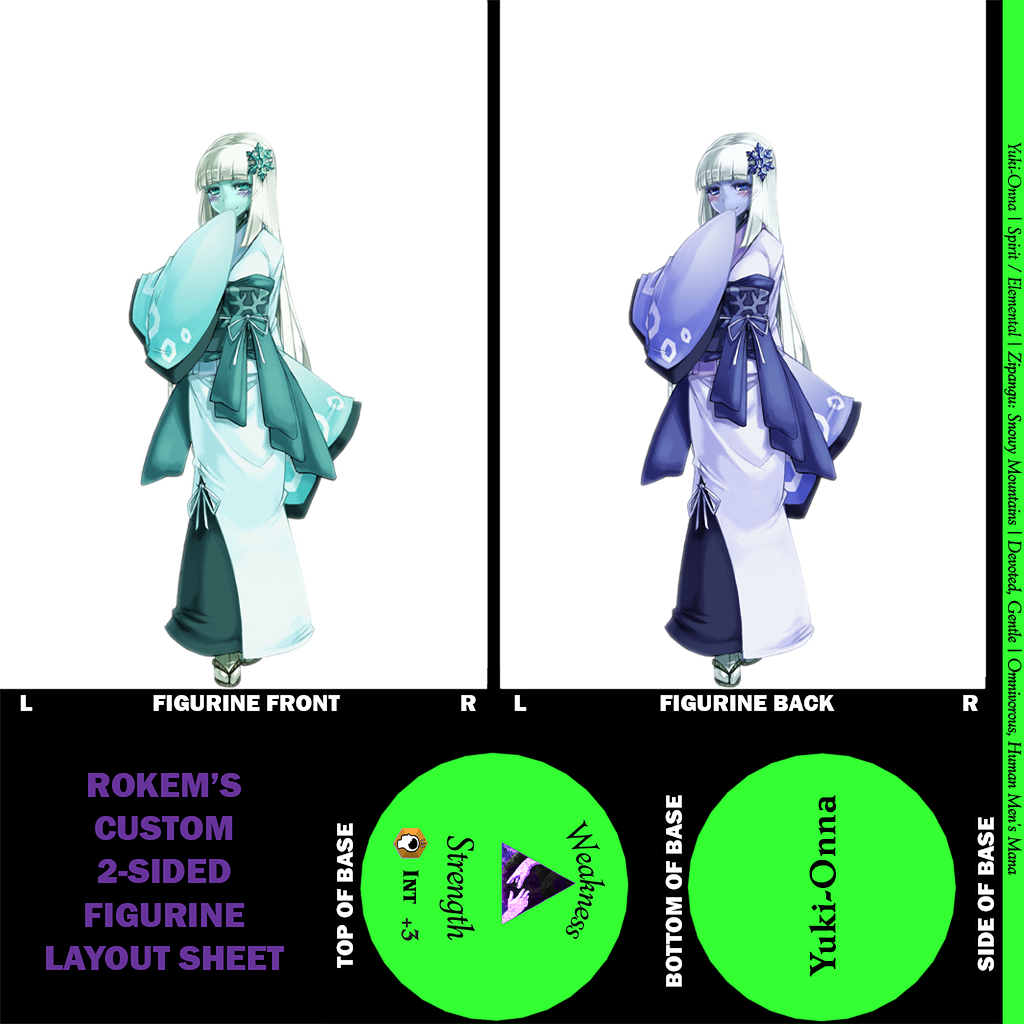 L
FIGURINE FRONT
R
L
FIGURINE BACK
R
ROKEM'S
CUSTOM
2-SIDED
FIGURINE
LAYOUT SHEET
TOP OF BASE
Weakness
Strength
INT +3
BOTTOM OF BASE
Yuki-Onna
SIDE OF BASE
Yuki-Onna | Spirit / Elemental | Zipangu: Snowy Mountains | Devoted, Gentle | Omnivorous, Human Men's Mana